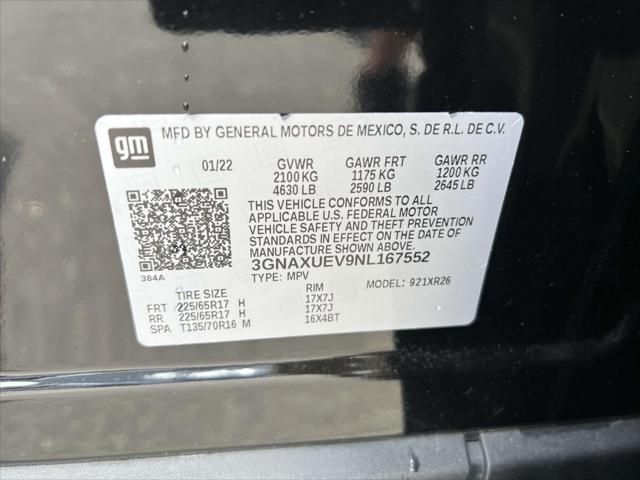 gm
MFD BY GENERAL MOTORS DE MEXICO, S. DE R.L. DE C.V.
01/22 GVWR GAWR FRT GAWR RR
2100 KG 1175 KG 1200 KG
4630 LB 2590 LB 2645 LB
THIS VEHICLE CONFORMS TO ALL
APPLICABLE U.S. FEDERAL MOTOR
VEHICLE SAFETY AND THEFT PREVENTION
STANDARDS IN EFFECT ON THE DATE OF
MANUFACTURE SHOWN ABOVE.
3GNAXUEV9NL167552
384A TYPE: MPV MODEL: 921XR26
TIRE SIZE RIM
FRT 225/65R17 H 17X7J
RR 225/65R17 H 17X7J
SPA T135/70R16 M 16X4BT